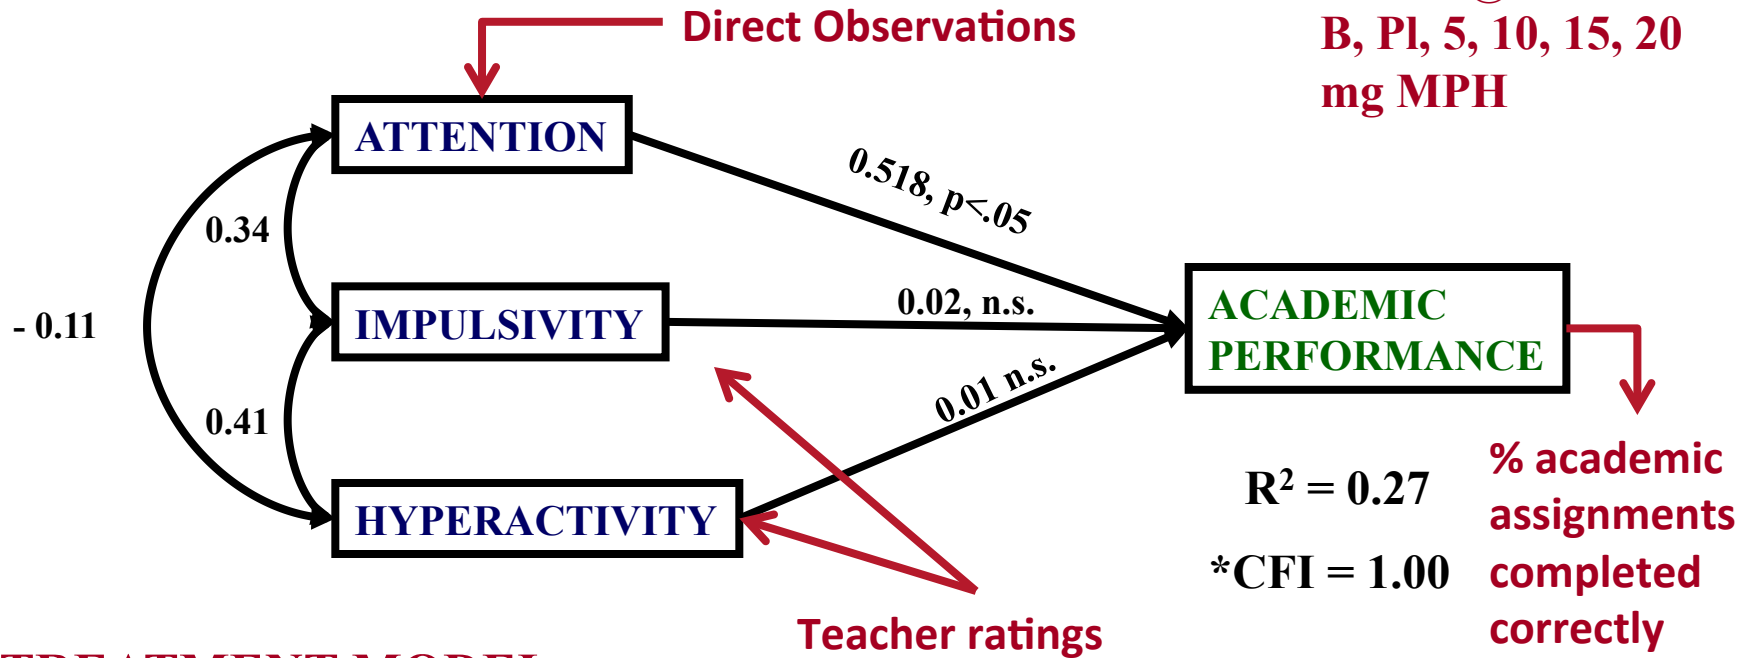 Direct Observations
B, Pl, 5, 10, 15, 20
mg MPH
ATTENTION
0.518, p<.05
0.34
- 0.11
IMPULSIVITY
0.02, n.s.
ACADEMIC
PERFORMANCE
0.41
0.01 n.s.
HYPERACTIVITY
R² = 0.27
*CFI = 1.00
% academic
assignments
completed
correctly
Teacher ratings
TREATMENT MODEL